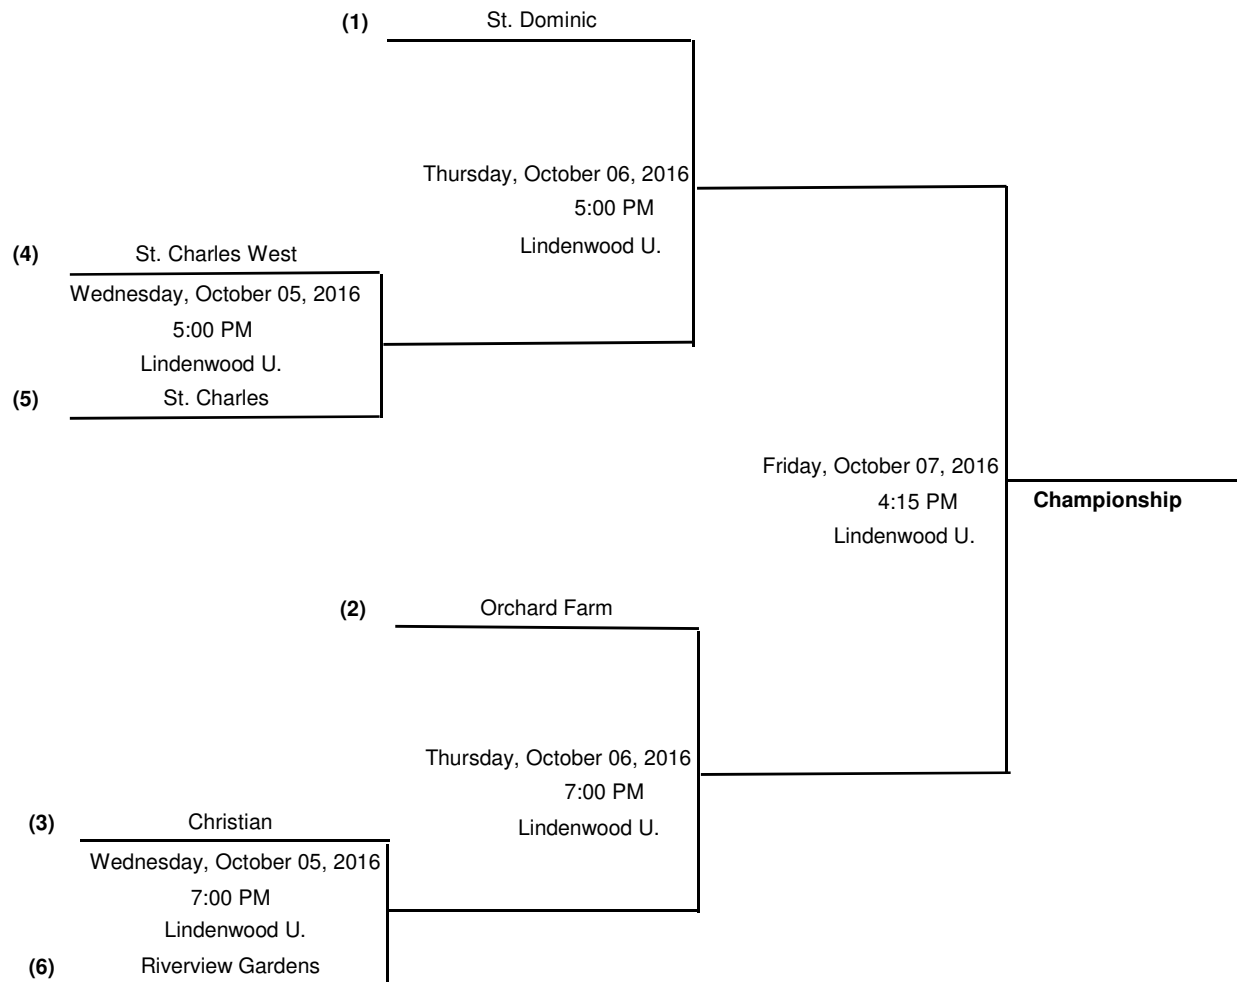 (1) St. Dominic
Thursday, October 06, 2016
5:00 PM
Lindenwood U.
(4) St. Charles West
Wednesday, October 05, 2016
5:00 PM
Lindenwood U.
(5) St. Charles
Friday, October 07, 2016
4:15 PM
Lindenwood U.
Championship
(2) Orchard Farm
Thursday, October 06, 2016
7:00 PM
Lindenwood U.
(3) Christian
Wednesday, October 05, 2016
7:00 PM
Lindenwood U.
(6) Riverview Gardens